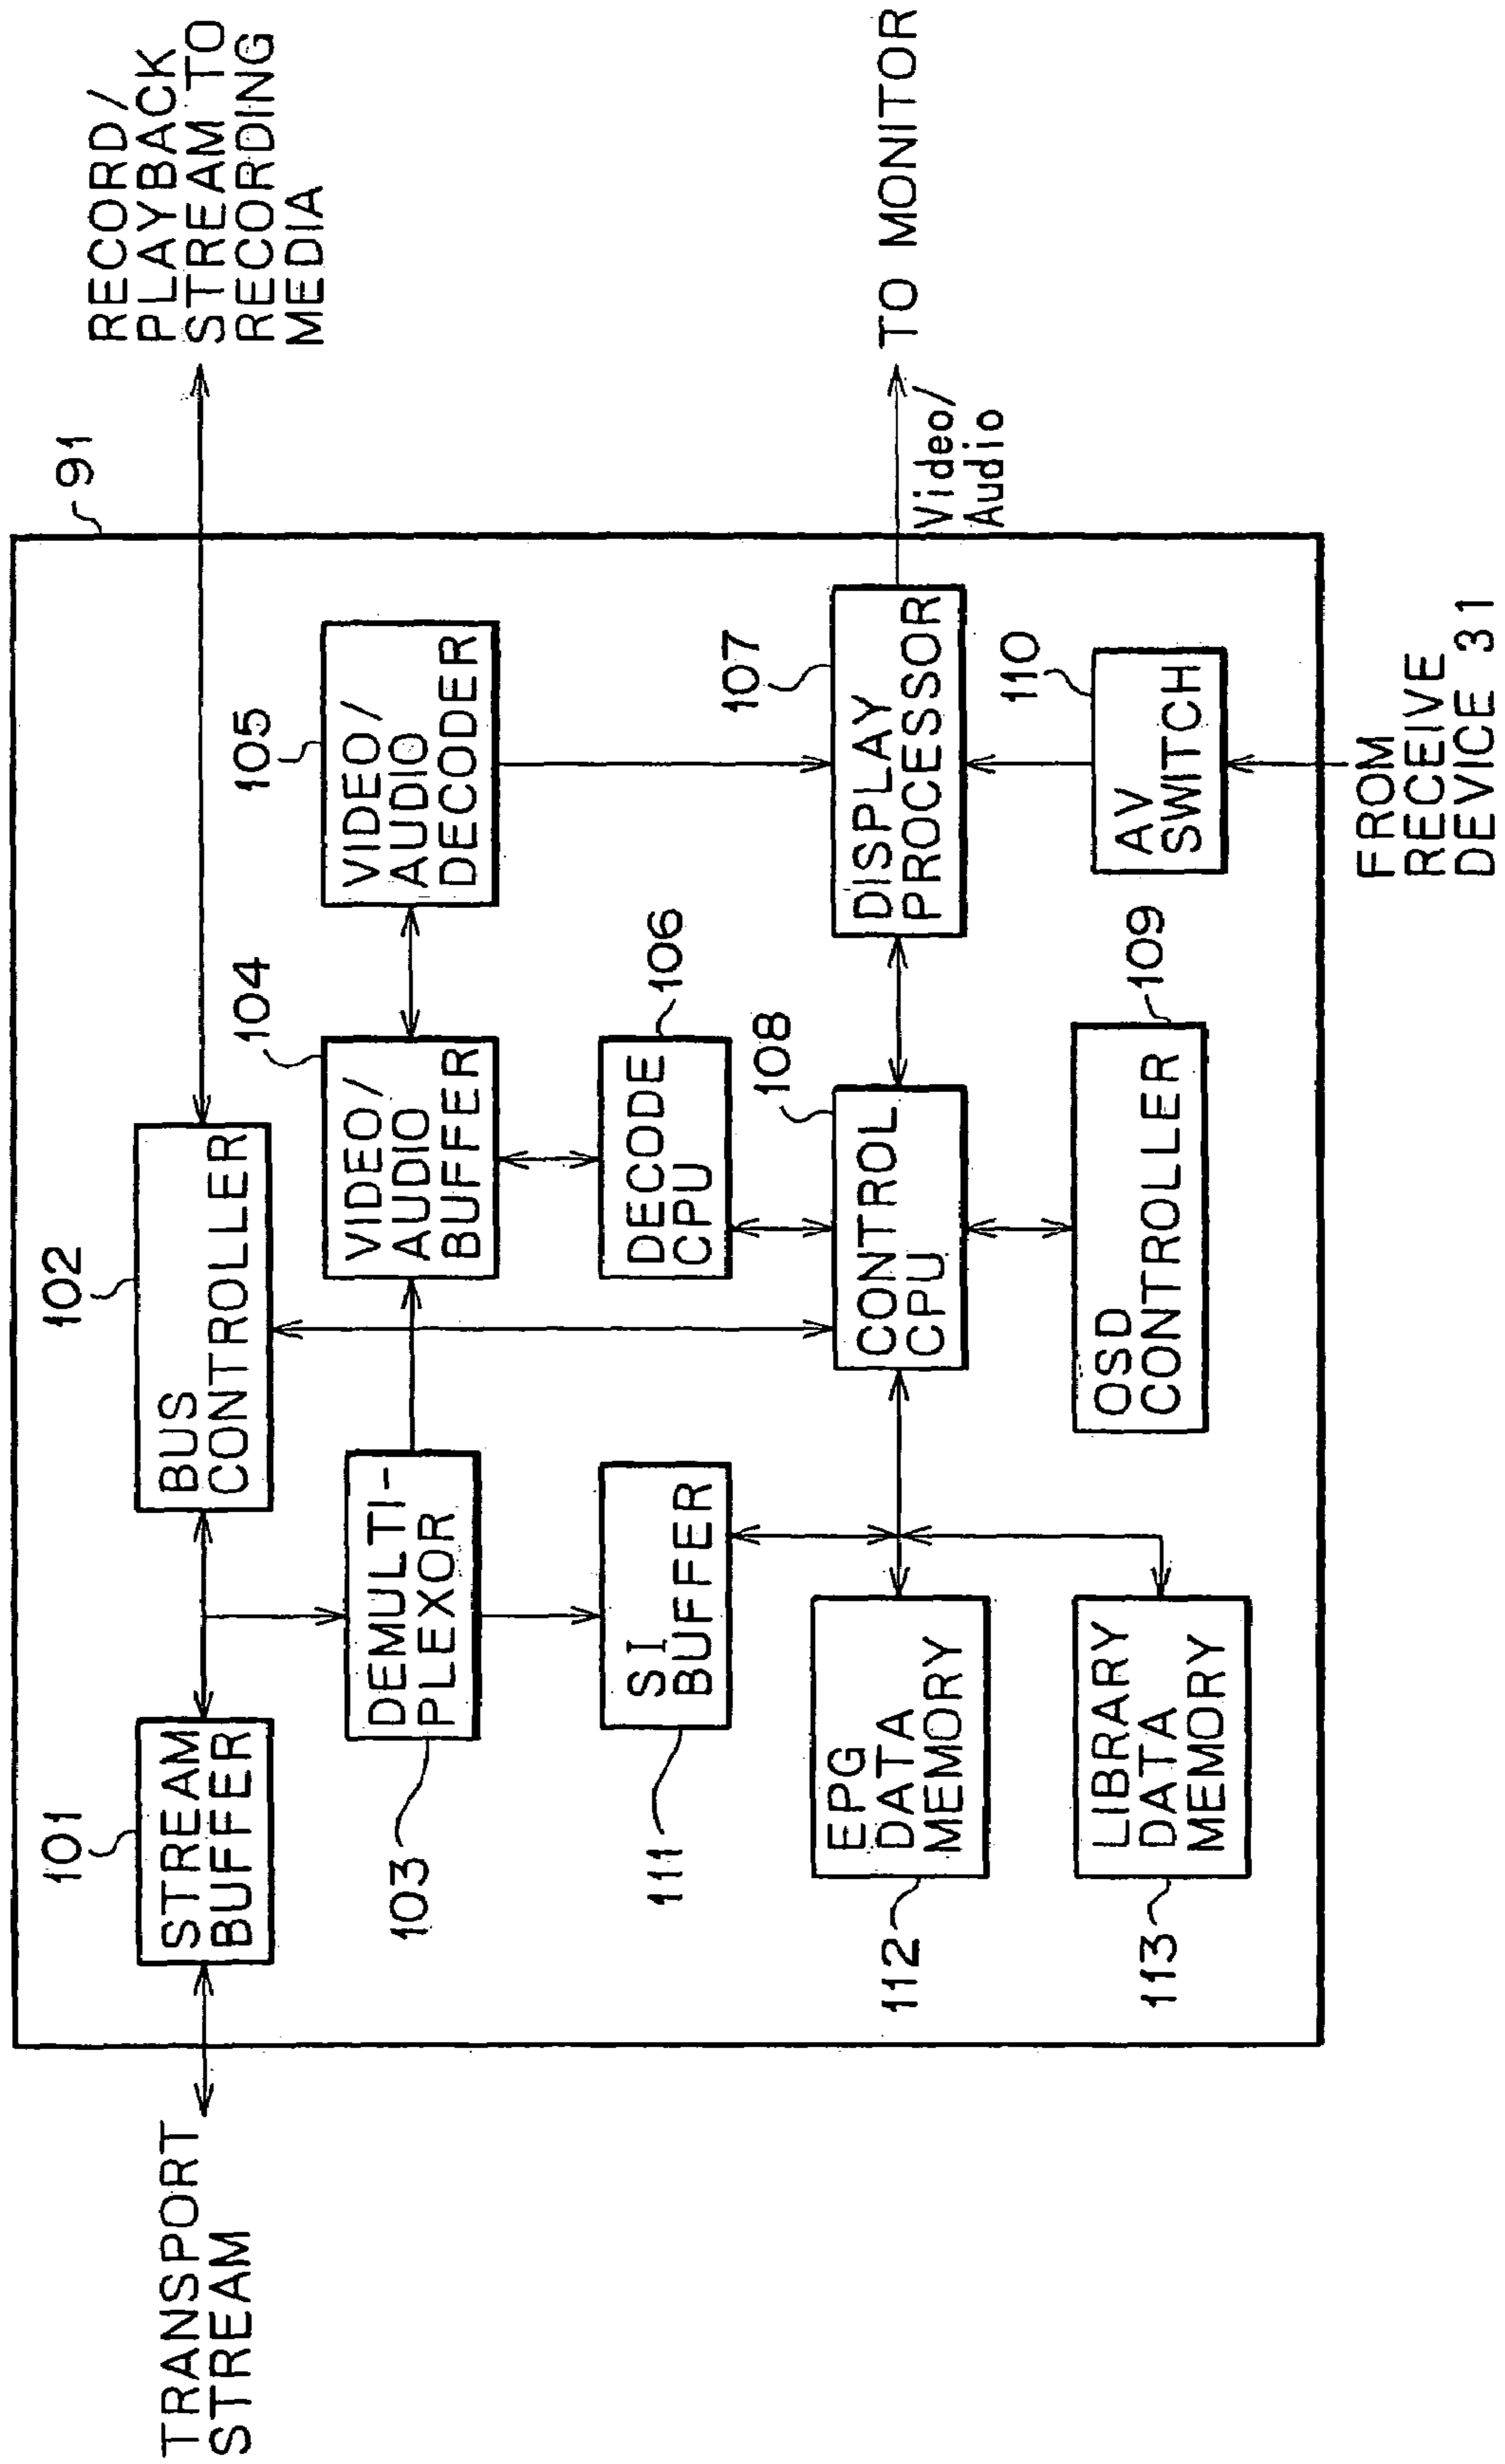 RECORD/
PLAYBACK
STREAM TO
RECORDING
MEDIA
91
TRANSPORT
STREAM
101
STREAM
BUFFER
102
BUS
CONTROLLER
103
DEMULTI-
PLEXOR
104
VIDEO/
AUDIO
BUFFER
105
VIDEO/
AUDIO
DECODER
111
SI
BUFFER
106
DECODE
CPU
112
EPG
DATA
MEMORY
108
CONTROL
CPU
107
DISPLAY
PROCESSOR
Video/
Audio
TO MONITOR
113
LIBRARY
DATA
MEMORY
109
OSD
CONTROLLER
110
AV
SWITCH
FROM
RECEIVE
DEVICE 31